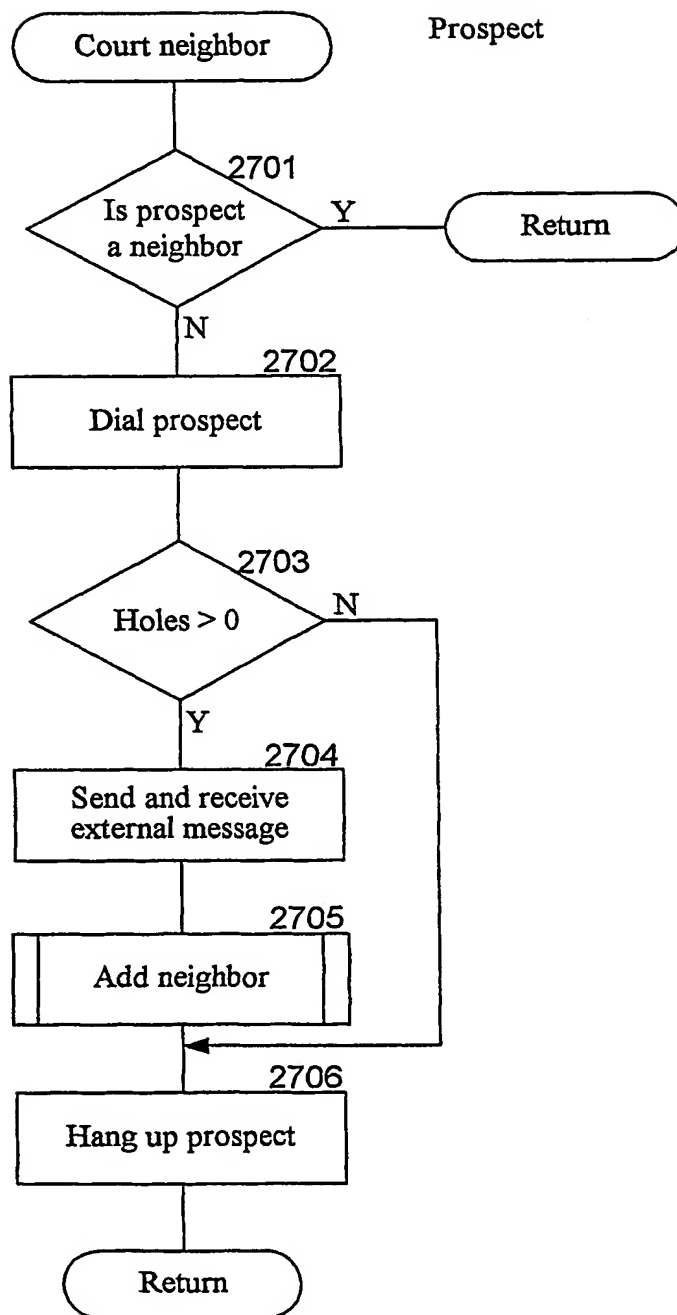 Court neighbor
Prospect
2701
Is prospect
a neighbor
Y
Return
N
2702
Dial prospect
2703
Holes > 0
N
Y
2704
Send and receive
external message
2705
Add neighbor
2706
Hang up prospect
Return